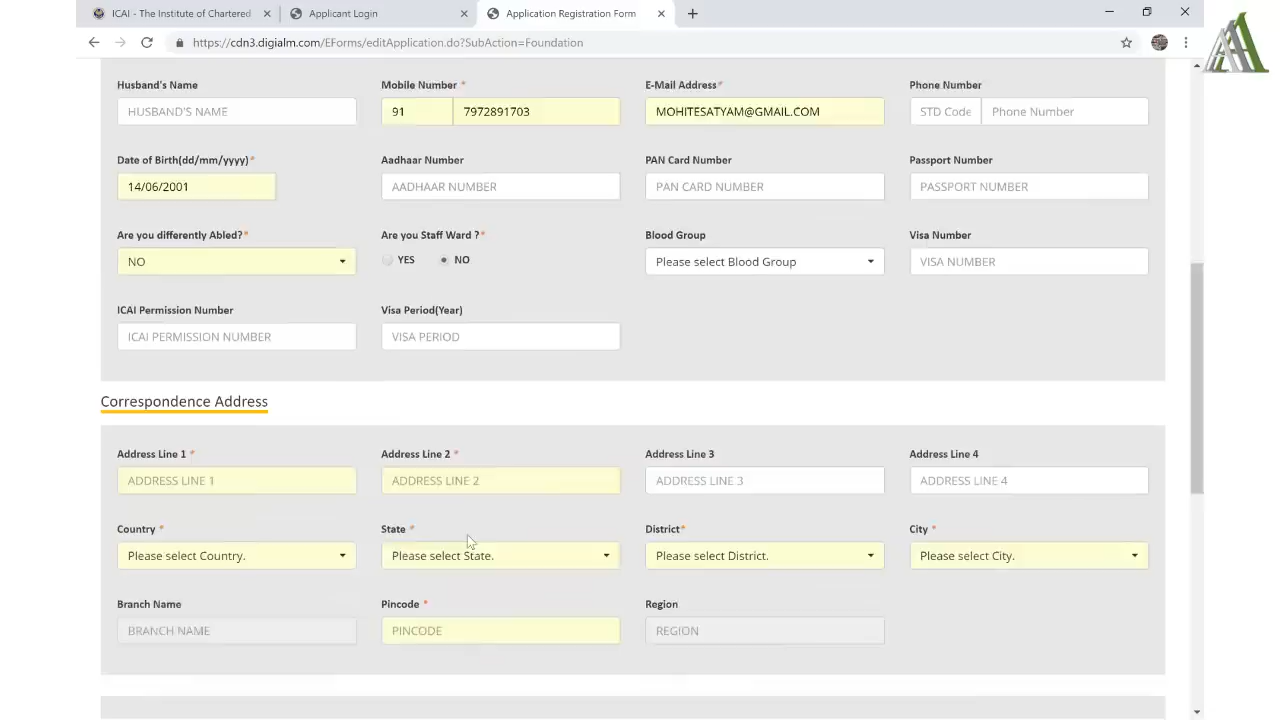 ICAI - The Institute of Chartered
Applicant Login
Application Registration Form
https://cdn3.digialm.com/EForms/editApplication.do?SubAction=Foundation
Husband's Name Mobile Number * E-Mail Address* Phone Number
HUSBAND'S NAME 91 7972891703 MOHITESATYAM@GMAIL.COM STD Code Phone Number
Date of Birth(dd/mm/yyyy)* Aadhaar Number PAN Card Number Passport Number
14/06/2001 AADHAAR NUMBER PAN CARD NUMBER PASSPORT NUMBER
Are you differently Abled?* Are you Staff Ward ?* Blood Group Visa Number
NO YES NO Please select Blood Group VISA NUMBER
ICAI Permission Number Visa Period(Year)
ICAI PERMISSION NUMBER VISA PERIOD
Correspondence Address
Address Line 1 * Address Line 2 * Address Line 3 Address Line 4
ADDRESS LINE 1 ADDRESS LINE 2 ADDRESS LINE 3 ADDRESS LINE 4
Country * State * District* City *
Please select Country. Please select State. Please select District. Please select City.
Branch Name Pincode * Region
BRANCH NAME PINCODE REGION